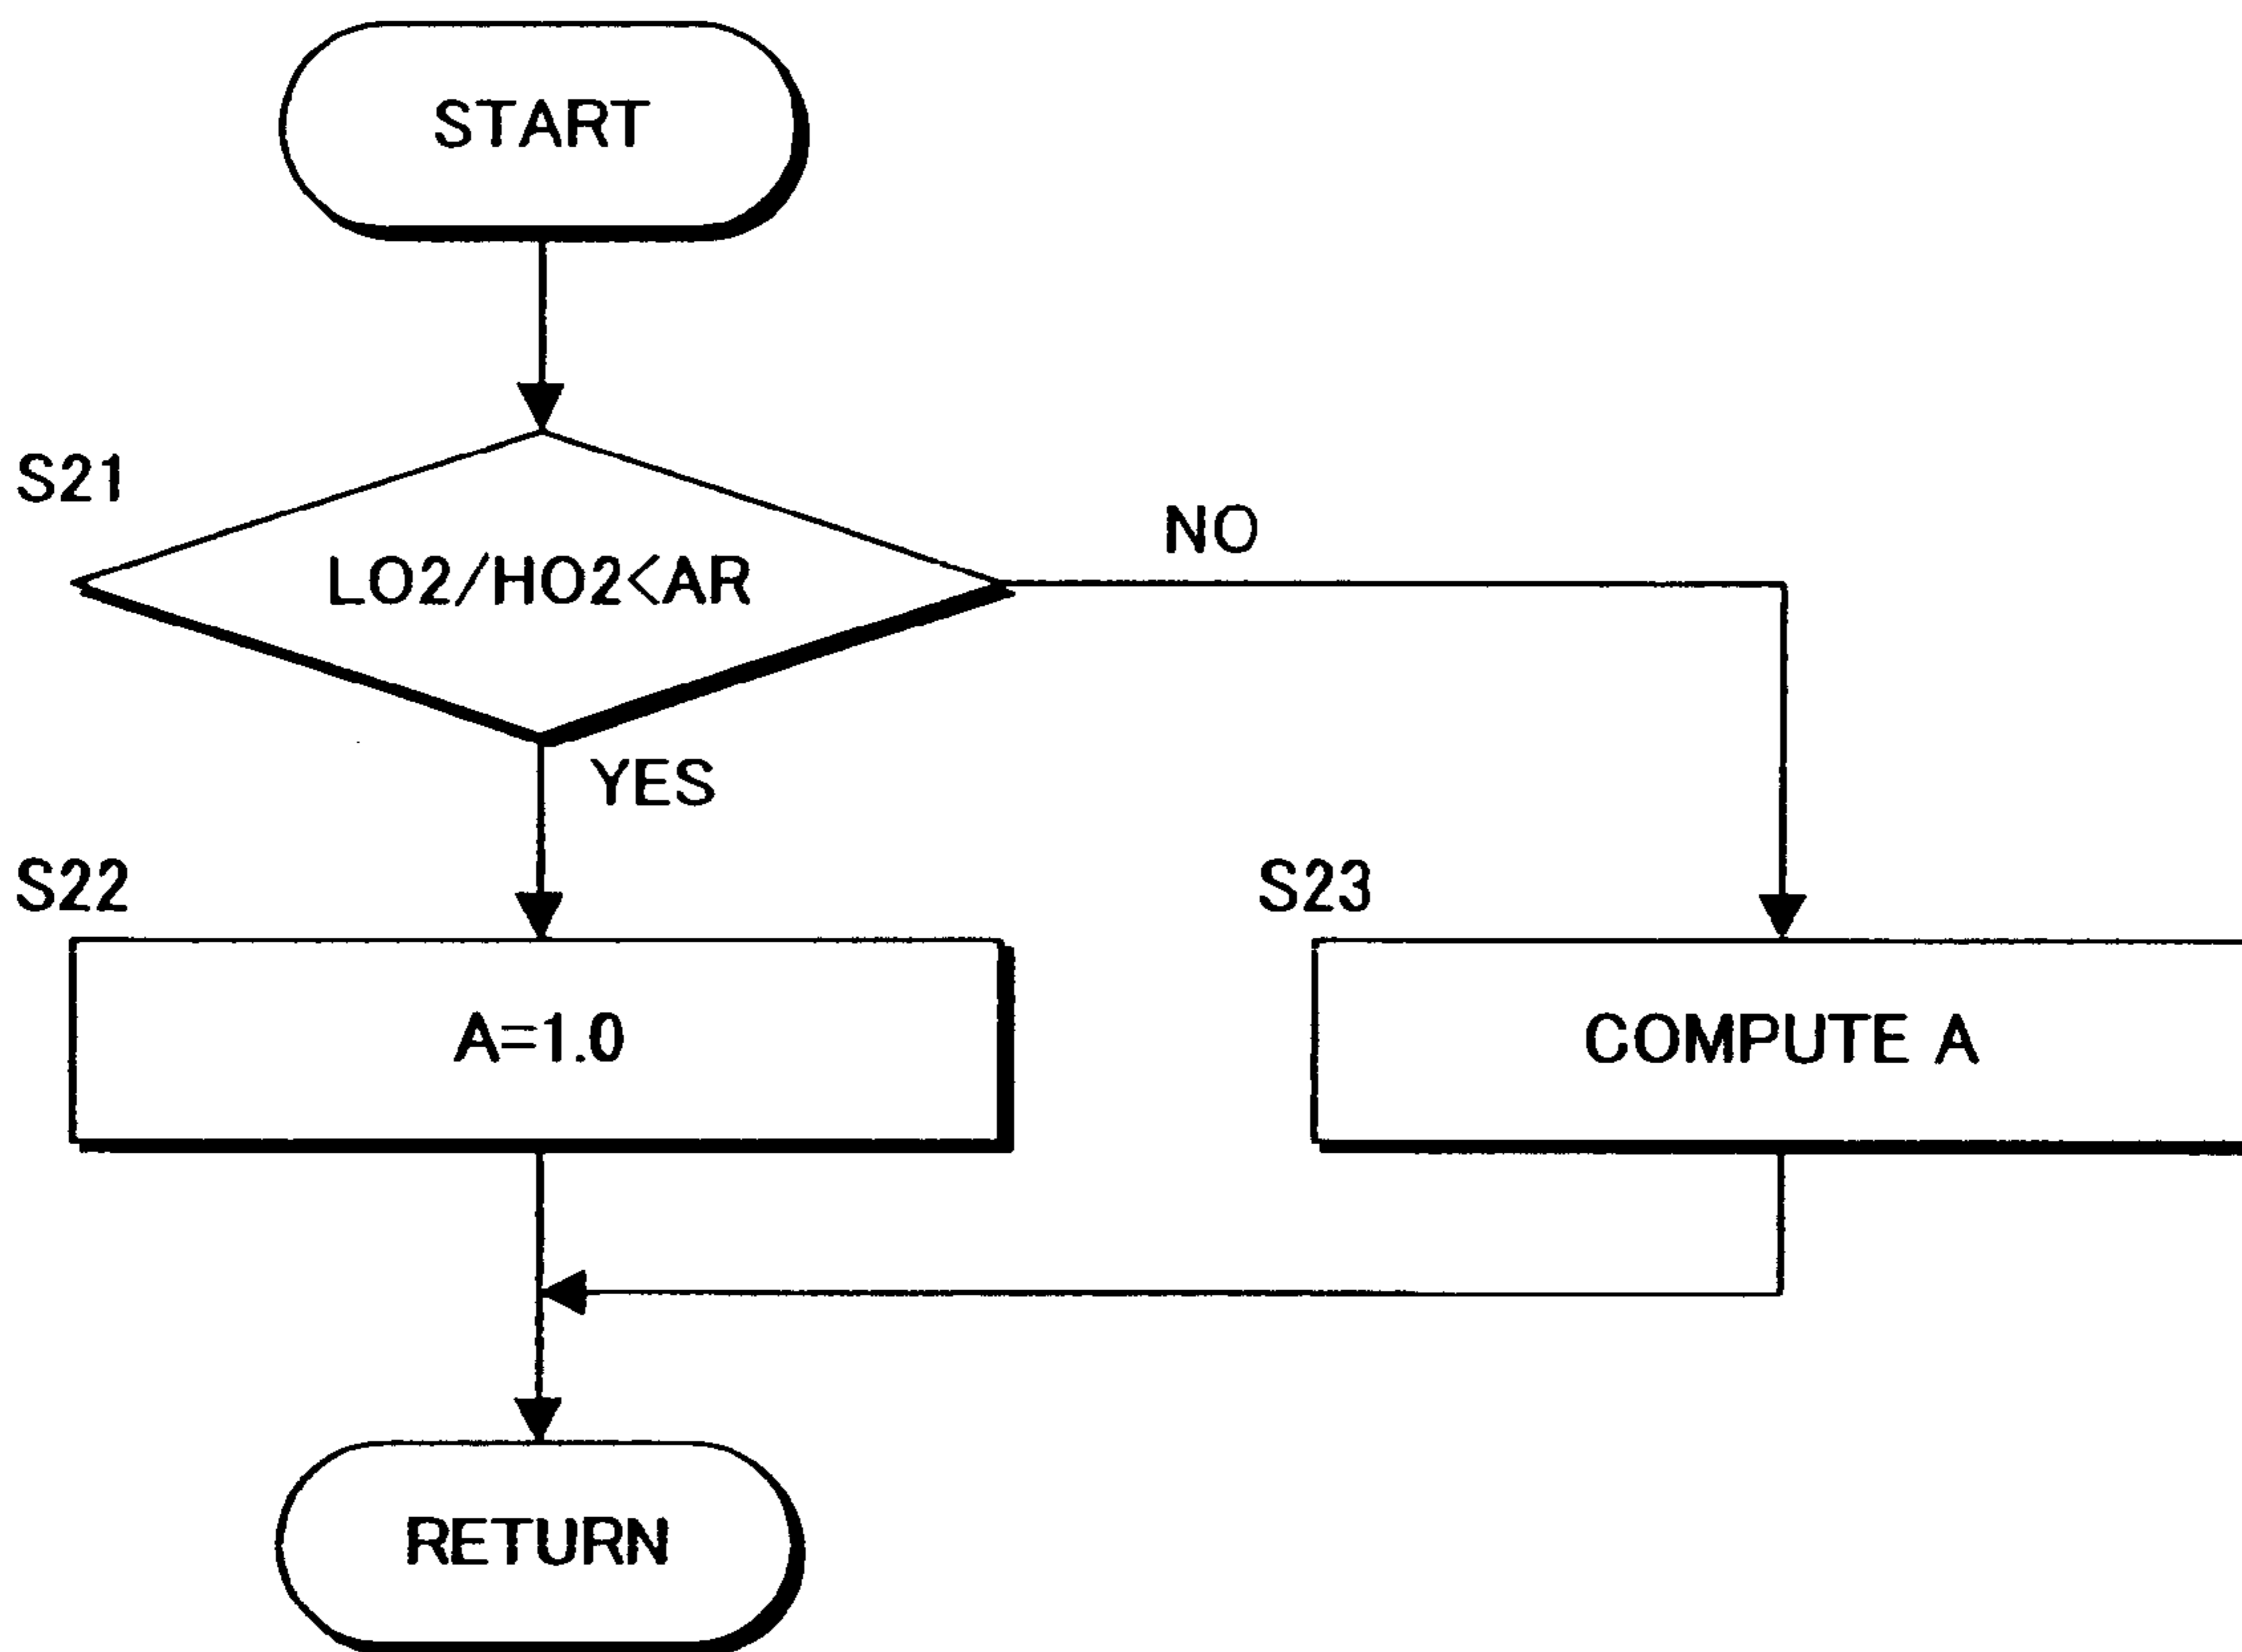 START
S21
LO2/HO2<AR
NO
YES
S22
A=1.0
S23
COMPUTE A
RETURN